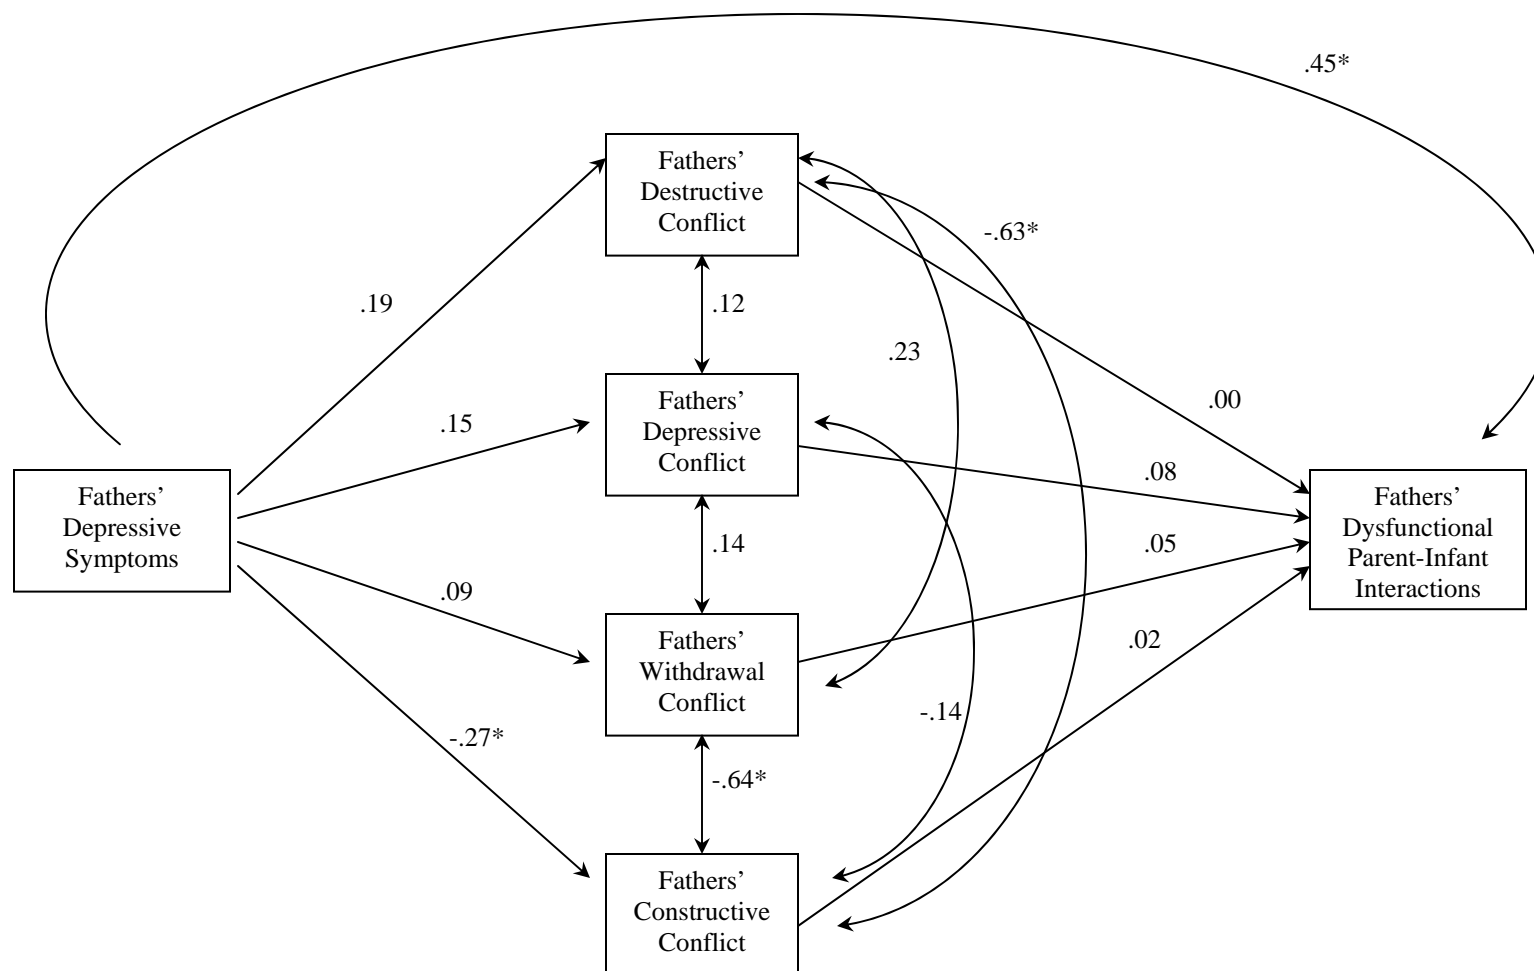 .45*
Fathers’
Destructive
Conflict
-.63*
.19
.12
.23
Fathers’
Depressive
Conflict
.00
.15
.08
Fathers’
Depressive
Symptoms
Fathers’
Dysfunctional
Parent-Infant
Interactions
.14
.05
.09
Fathers’
Withdrawal
Conflict
.02
-.14
-.27*
-.64*
Fathers’
Constructive
Conflict